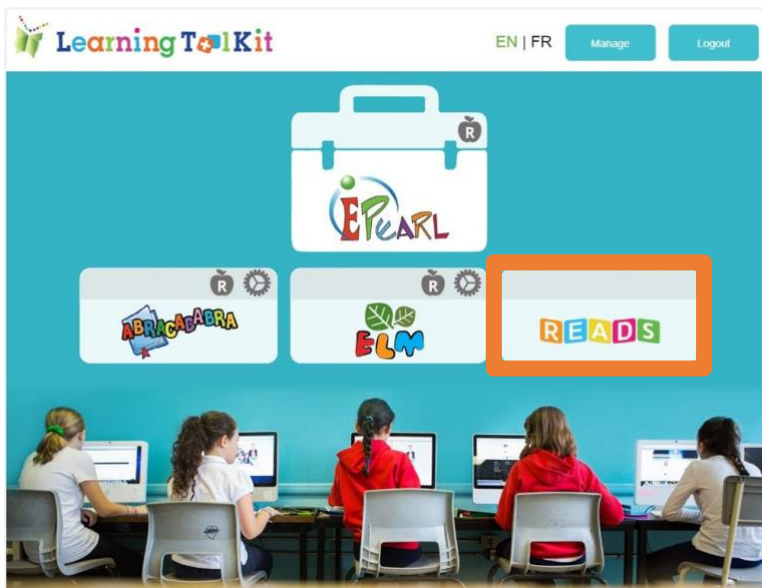 Learning ToolKit
EN | FR
Manage
Logout
R
EPEARL
R
R
ABRACADABRA
ELM
READS